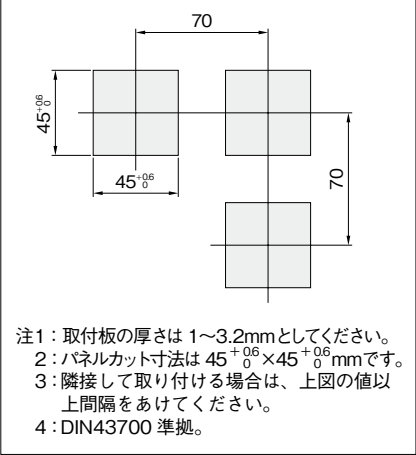 70
45+0.6 0
45+0.6 0
70
注1：取付板の厚さは 1〜3.2mmとしてください。
2：パネルカット寸法は 45+0.6 0×45+0.6 0mmです。
3：隣接して取り付ける場合は、上図の値以
上間隔をあけてください。
4：DIN43700 準拠。